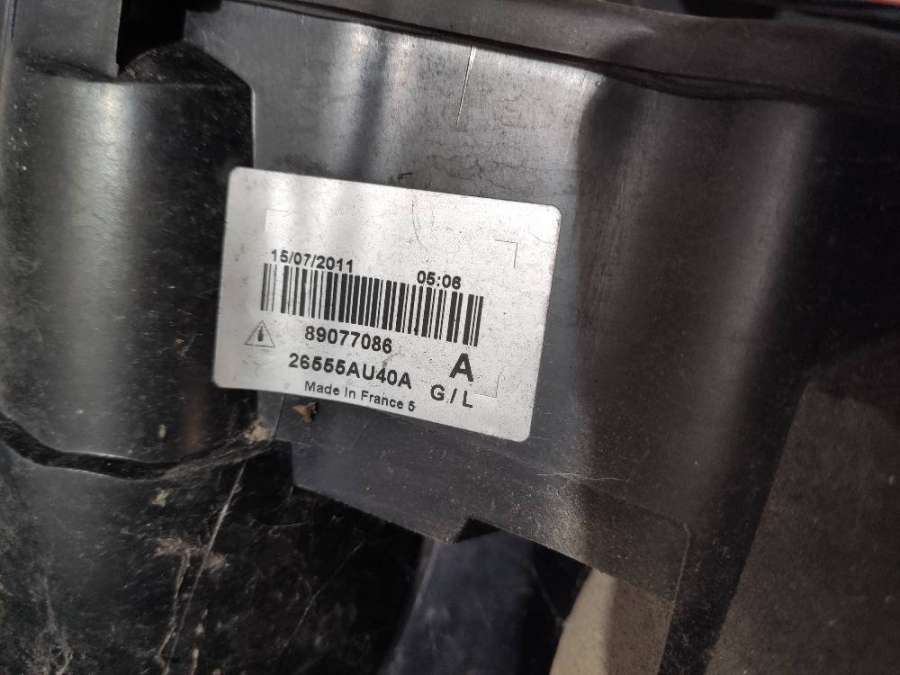 15/07/2011 05:06
89077086
A
26555AU40A
G/L
Made in France 5